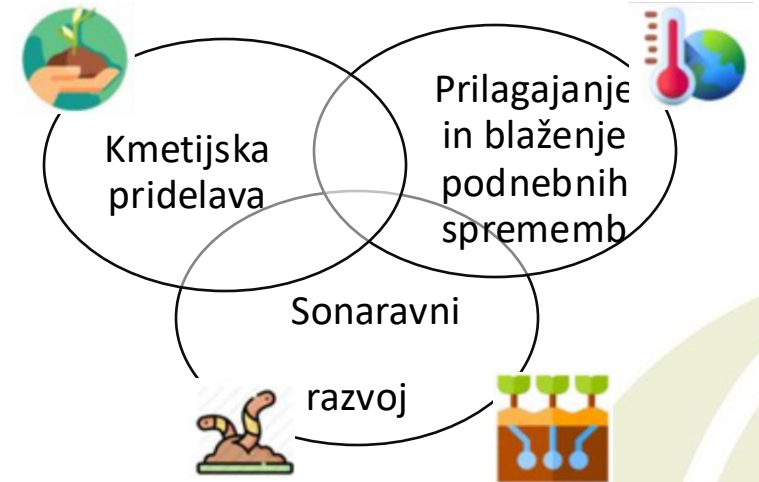 Kmetijska
pridelava
Prilagajanje
in blaženje
podnebnih
sprememb
Sonaravni
razvoj